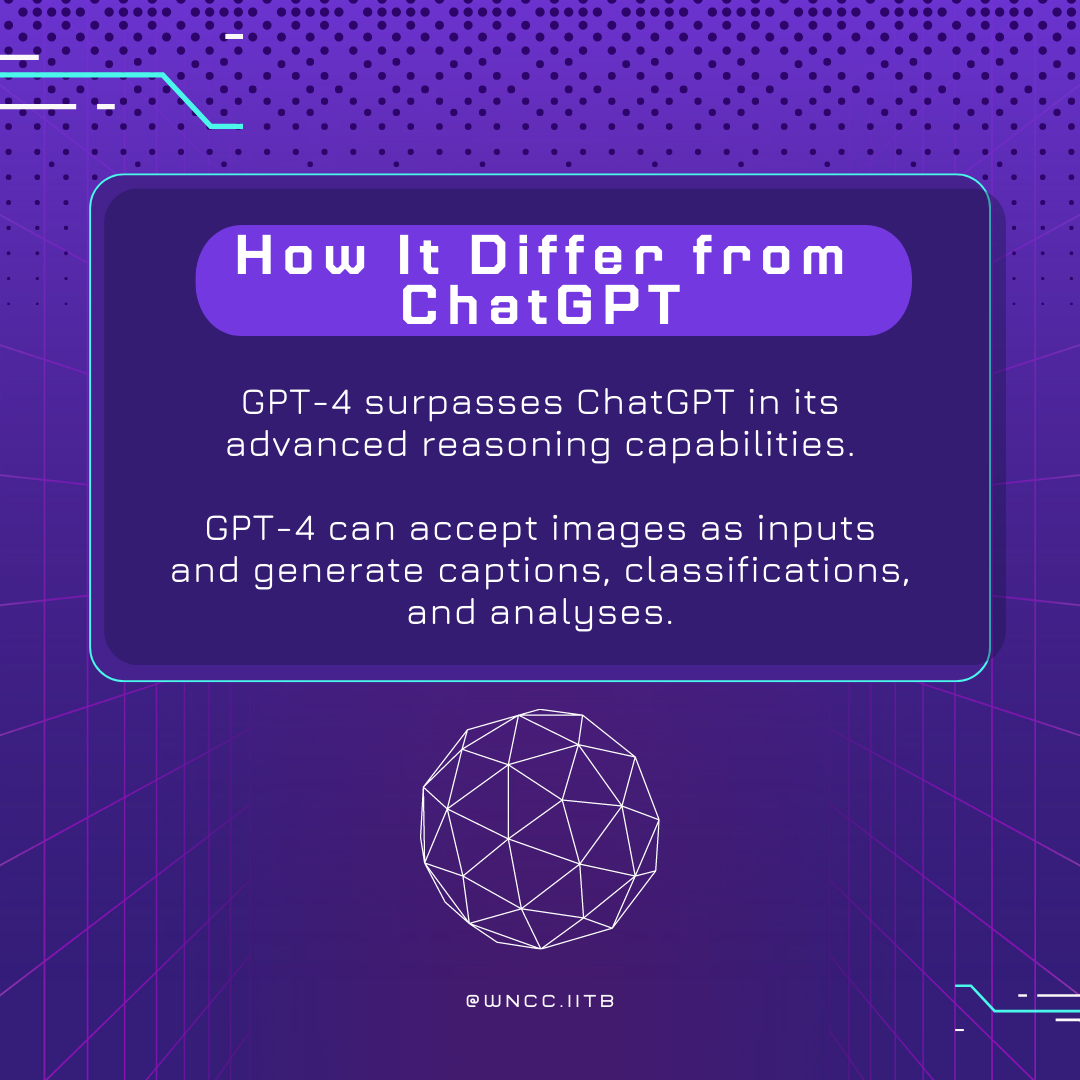 How It Differ from
ChatGPT
GPT-4 surpasses ChatGPT in its
advanced reasoning capabilities.
GPT-4 can accept images as inputs
and generate captions, classifications,
and analyses.
@WNCC.IITB